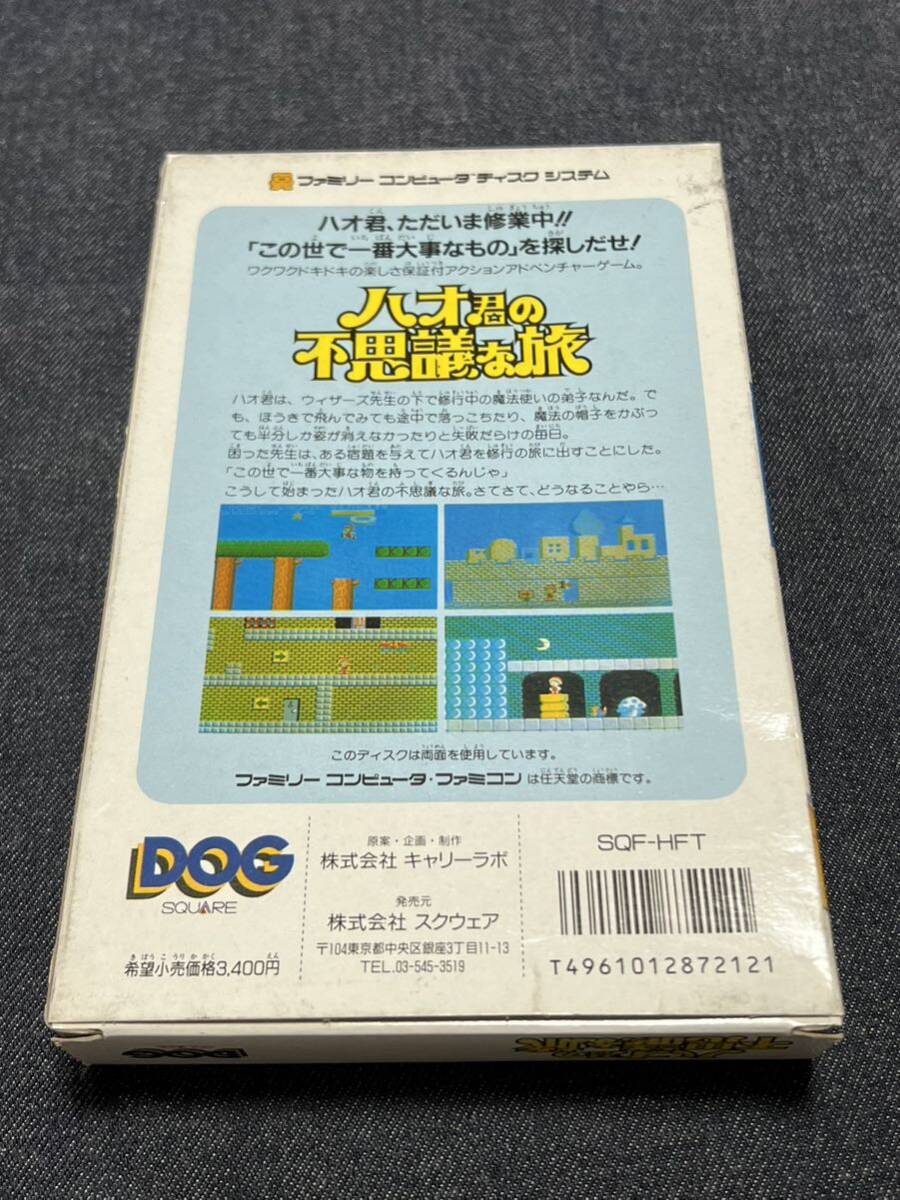 ファミリー コンピュータ ディスク システム
ハオ君、ただいま修業中!!
「この世で一番大事なもの」を探しだせ!
ワクワクドキドキの楽しさ保証付アクションアドベンチャーゲーム。
ハオ君の
不思議な旅
ハオ君は、ウィザーズ先生の下で修行中の魔法使いの弟子なんだ。で
も、ほうきで飛んでみても途中で落っこちたり、魔法の帽子をかぶっ
ても半分しか姿が消えなかったりと失敗だらけの毎日。
困った先生は、ある宿題を与えてハオ君を修行の旅に出すことにした。
「この世で一番大事な物を持ってくるんじゃ」
こうして始まったハオ君の不思議な旅。さてさて、どうなることやら…
このディスクは両面を使用しています。
ファミリー コンピュータ・ファミコン は任天堂の商標です。
DOG
SQUARE
希望小売価格3,400円
原案・企画・制作
株式会社 キャリーラボ
発売元
株式会社 スクウェア
〒104東京都中央区銀座3丁目11-13
TEL.03-545-3519
SQF-HFT
T4961012872121
DOG
ハオ君の
不思議な旅